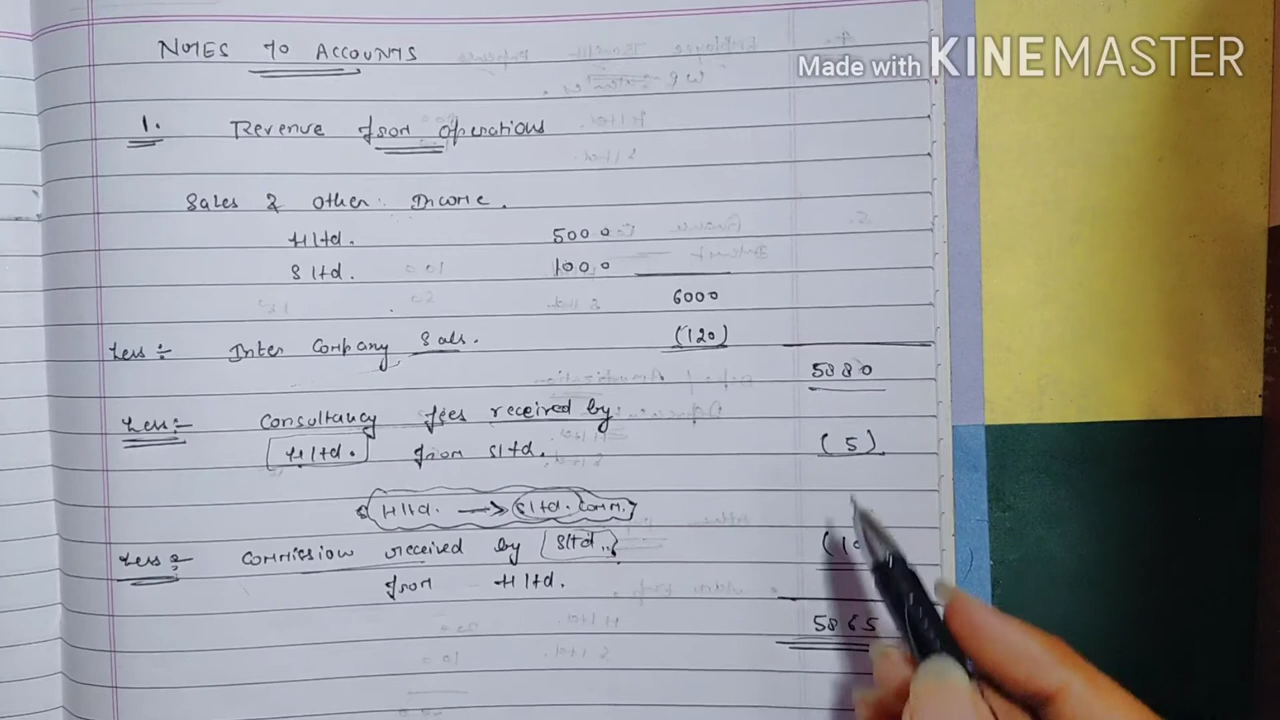 NOTES TO ACCOUNTS
Made with KINEMASTER
1. Revenue from Operations
Sales & Other Income.
H ltd. 5000
S ltd. 1000
6000
Less:- Inter Company Sales. (120)
5880
Less:- Consultancy fees received by
H ltd. from S ltd. (5)
H ltd. → S ltd. Comm.
Less:- Commission received by S ltd.
from H ltd.
5865